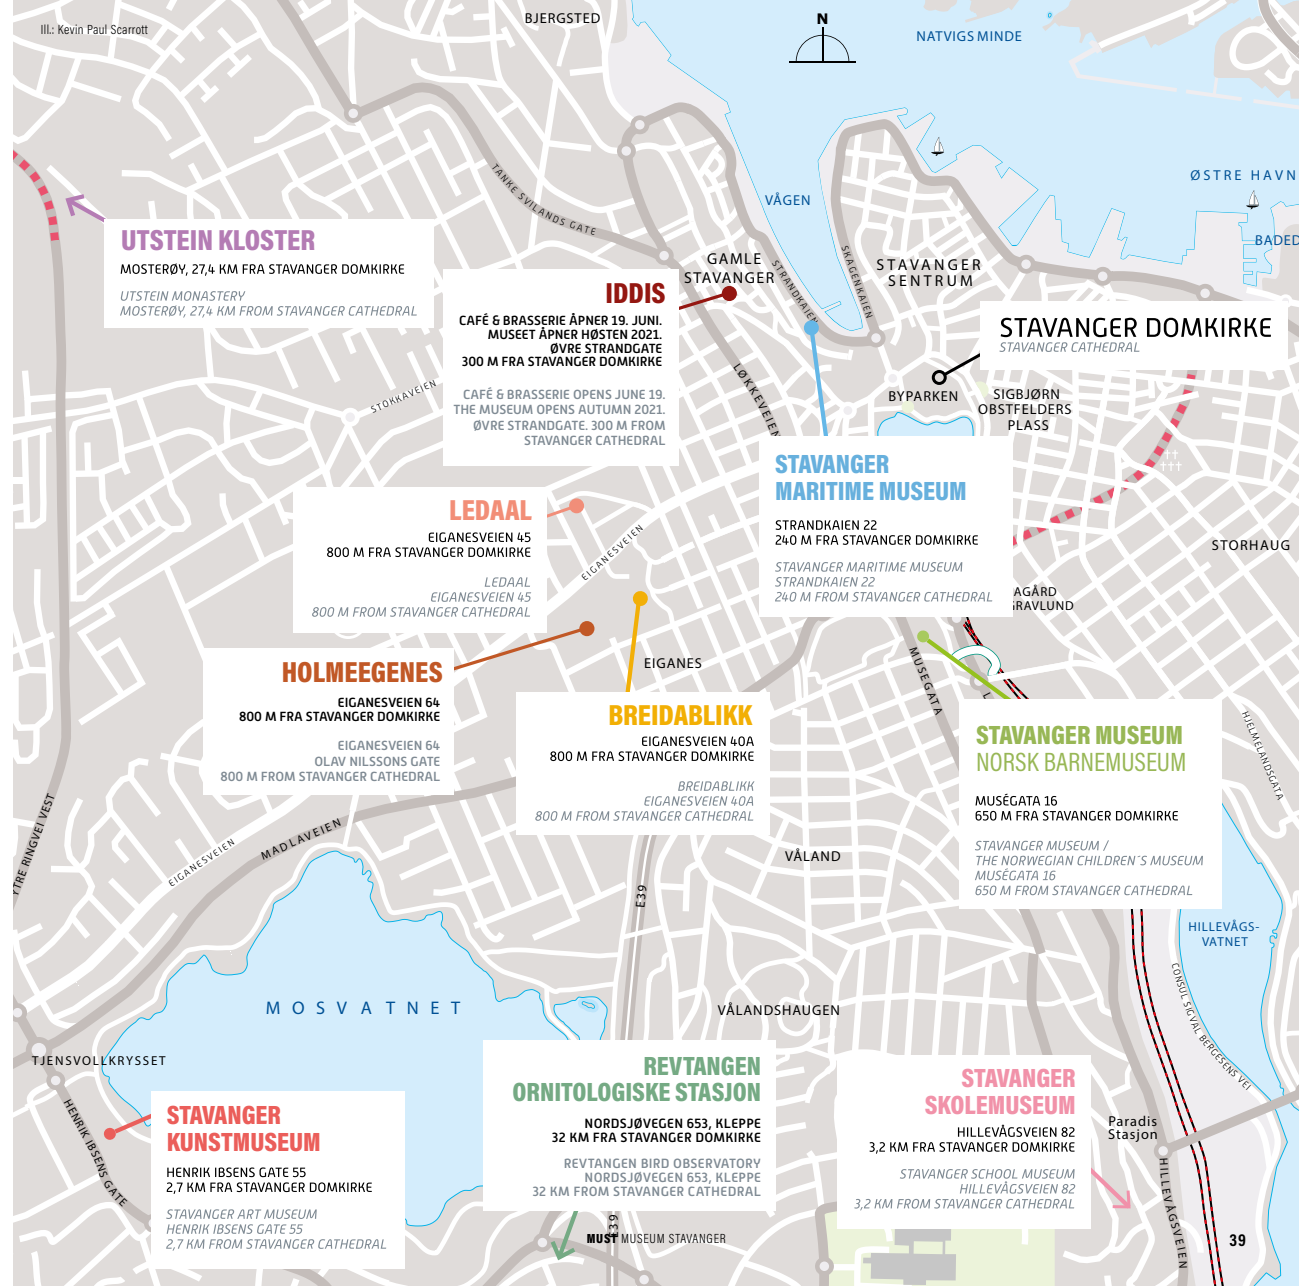 Ill.: Kevin Paul Scarrott
BJERGSTED
N
NATVIGS MINDE
ØSTRE HAVN
BADED
VÅGEN
TANKE SVILANDS GATE
GAMLE
STAVANGER
STRANDKAIEN
SKAGENKAIEN
STAVANGER
SENTRUM
UTSTEIN KLOSTER
MOSTERØY, 27,4 KM FRA STAVANGER DOMKIRKE
UTSTEIN MONASTERY
MOSTERØY, 27,4 KM FROM STAVANGER CATHEDRAL
IDDIS
CAFÉ & BRASSERIE ÅPNER 19. JUNI.
MUSEET ÅPNER HØSTEN 2021.
ØVRE STRANDGATE
300 M FRA STAVANGER DOMKIRKE
CAFÉ & BRASSERIE OPENS JUNE 19.
THE MUSEUM OPENS AUTUMN 2021.
ØVRE STRANDGATE. 300 M FROM
STAVANGER CATHEDRAL
STAVANGER DOMKIRKE
STAVANGER CATHEDRAL
BYPARKEN
SIGBJØRN
OBSTFELDERS
PLASS
LØKKEVEIEN
STOKKAVEIEN
STAVANGER
MARITIME MUSEUM
STRANDKAIEN 22
240 M FRA STAVANGER DOMKIRKE
STAVANGER MARITIME MUSEUM
STRANDKAIEN 22
240 M FROM STAVANGER CATHEDRAL
LEDAAL
EIGANESVEIEN 45
800 M FRA STAVANGER DOMKIRKE
LEDAAL
EIGANESVEIEN 45
800 M FROM STAVANGER CATHEDRAL
EIGANESVEIEN
STORHAUG
AGÅRD
GRAVLUND
HOLMEEGENES
EIGANESVEIEN 64
800 M FRA STAVANGER DOMKIRKE
EIGANESVEIEN 64
OLAV NILSSONS GATE
800 M FROM STAVANGER CATHEDRAL
EIGANES
MUSEGATA
L
BREIDABLIKK
EIGANESVEIEN 40A
800 M FRA STAVANGER DOMKIRKE
BREIDABLIKK
EIGANESVEIEN 40A
800 M FROM STAVANGER CATHEDRAL
STAVANGER MUSEUM
NORSK BARNEMUSEUM
MUSÉGATA 16
650 M FRA STAVANGER DOMKIRKE
STAVANGER MUSEUM /
THE NORWEGIAN CHILDREN´S MUSEUM
MUSÉGATA 16
650 M FROM STAVANGER CATHEDRAL
HJELMELANDSGATA
YTRE RINGVEI VEST
EIGANESVEIEN
MADLAVEIEN
VÅLAND
E39
HILLEVÅGS-
VATNET
CONSUL SIGVAL BERGESENS VEI
MOSVATNET
VÅLANDSHAUGEN
TJENSVOLLKRYSSET
HENRIK IBSENS GATE
STAVANGER
KUNSTMUSEUM
HENRIK IBSENS GATE 55
2,7 KM FRA STAVANGER DOMKIRKE
STAVANGER ART MUSEUM
HENRIK IBSENS GATE 55
2,7 KM FROM STAVANGER CATHEDRAL
REVTANGEN
ORNITOLOGISKE STASJON
NORDSJØVEGEN 653, KLEPPE
32 KM FRA STAVANGER DOMKIRKE
REVTANGEN BIRD OBSERVATORY
NORDSJØVEGEN 653, KLEPPE
32 KM FROM STAVANGER CATHEDRAL
STAVANGER
SKOLEMUSEUM
HILLEVÅGSVEIEN 82
3,2 KM FRA STAVANGER DOMKIRKE
STAVANGER SCHOOL MUSEUM
HILLEVÅGSVEIEN 82
3,2 KM FROM STAVANGER CATHEDRAL
Paradis
Stasjon
HILLEVÅGSVEIEN
E39
MUST MUSEUM STAVANGER
39